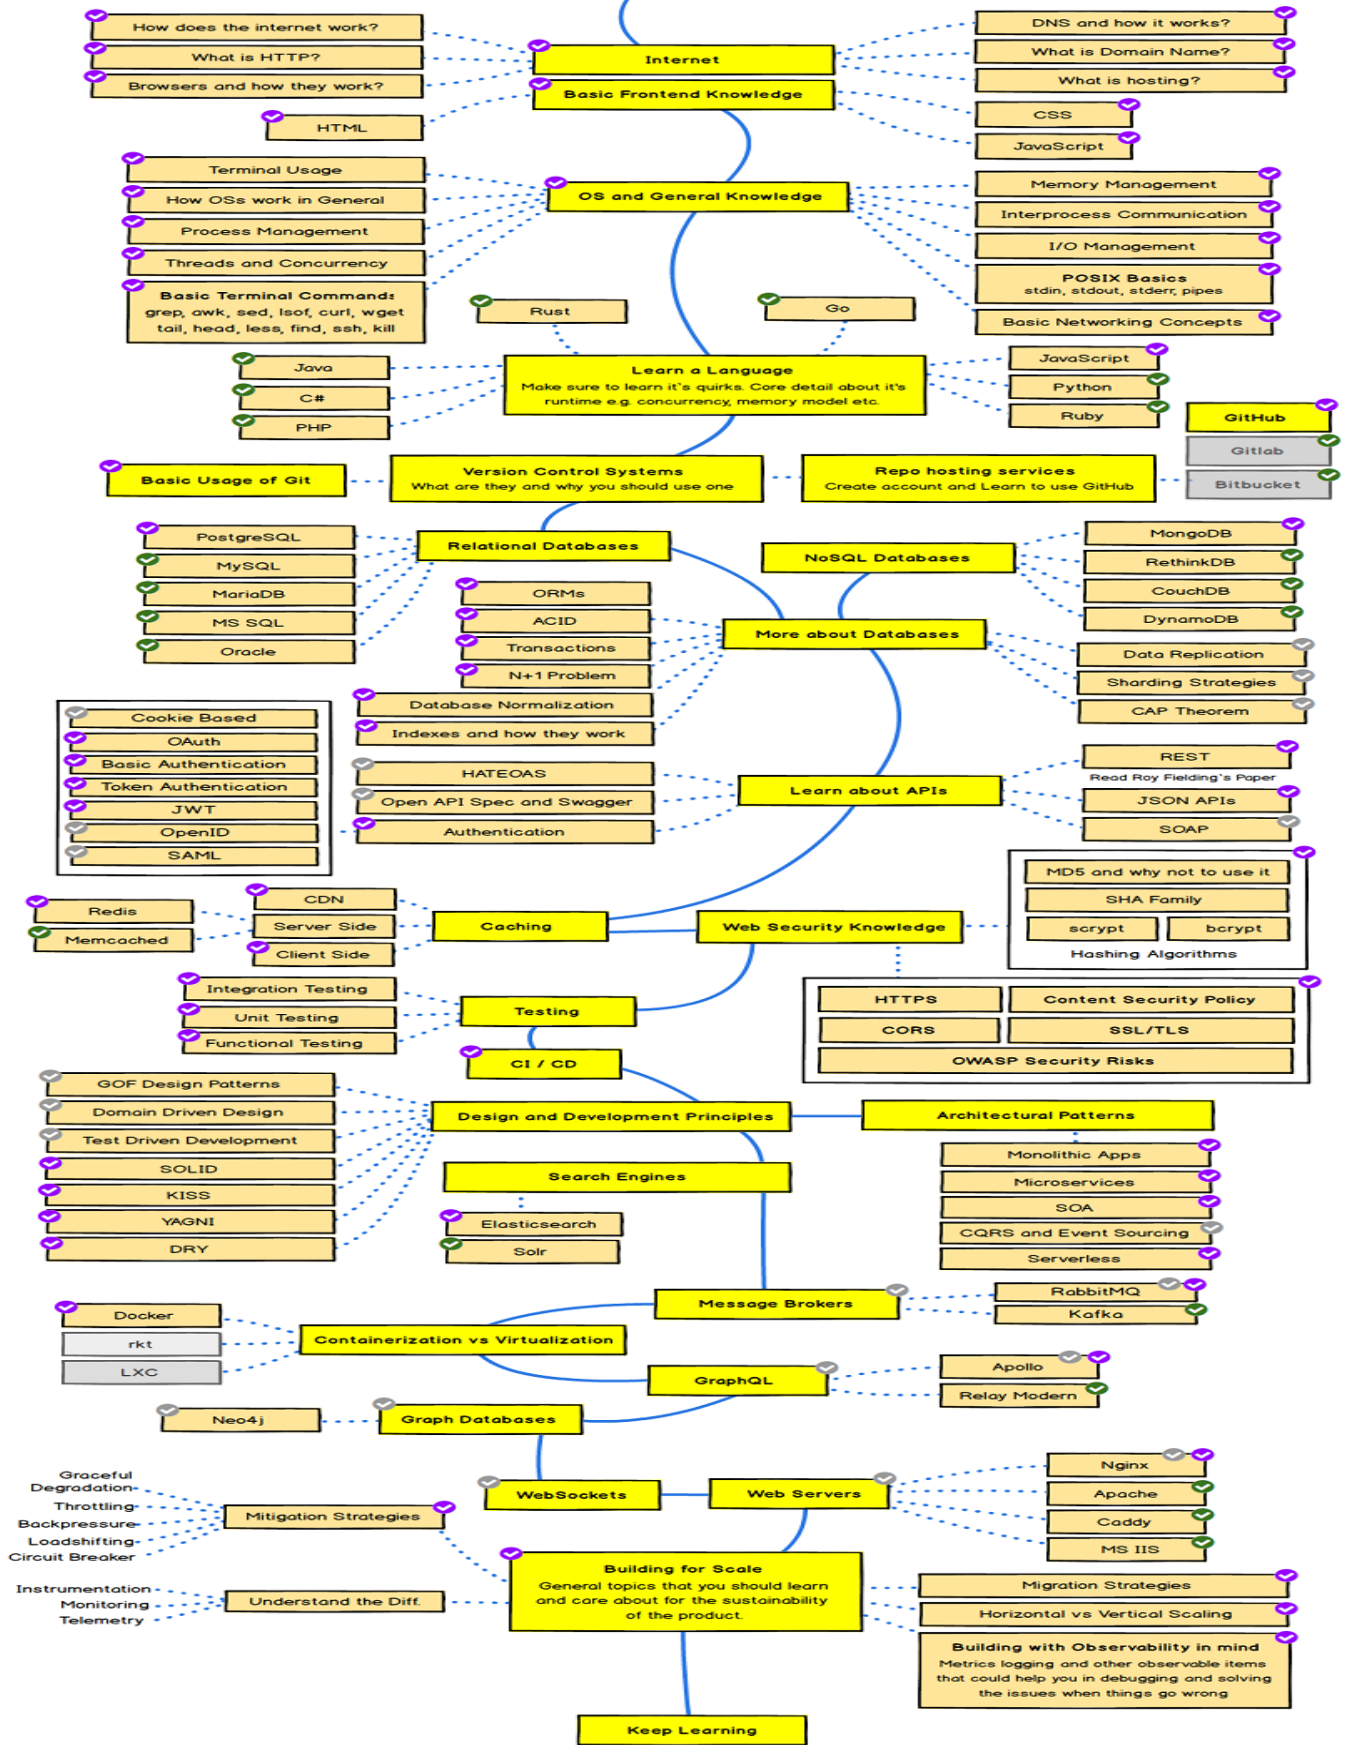 How does the internet work?
What is HTTP?
Browsers and how they work?
Internet
DNS and how it works?
What is Domain Name?
What is hosting?
Basic Frontend Knowledge
HTML
CSS
JavaScript
Terminal Usage
How OSs work in General
Process Management
Threads and Concurrency
Basic Terminal Commands
grep, awk, sed, lsof, curl, wget
tail, head, less, find, ssh, kill
OS and General Knowledge
Memory Management
Interprocess Communication
I/O Management
POSIX Basics
stdin, stdout, stderr, pipes
Basic Networking Concepts
Rust
Go
Java
C#
PHP
Learn a Language
Make sure to learn it`s quirks. Core detail about it's
runtime e.g. concurrency, memory model etc.
JavaScript
Python
Ruby
Basic Usage of Git
Version Control Systems
What are they and why you should use one
Repo hosting services
Create account and Learn to use GitHub
GitHub
Gitlab
Bitbucket
PostgreSQL
MySQL
MariaDB
MS SQL
Oracle
Relational Databases
NoSQL Databases
MongoDB
RethinkDB
CouchDB
DynamoDB
ORMs
ACID
Transactions
N+1 Problem
Database Normalization
Indexes and how they work
More about Databases
Data Replication
Sharding Strategies
CAP Theorem
Cookie Based
OAuth
Basic Authentication
Token Authentication
JWT
OpenID
SAML
HATEOAS
Open API Spec and Swagger
Authentication
Learn about APIs
REST
Read Roy Fielding`s Paper
JSON APIs
SOAP
MD5 and why not to use it
SHA Family
scrypt
bcrypt
Hashing Algorithms
Redis
Memcached
CDN
Server Side
Client Side
Caching
Web Security Knowledge
HTTPS
Content Security Policy
CORS
SSL/TLS
OWASP Security Risks
Integration Testing
Unit Testing
Functional Testing
Testing
CI / CD
GOF Design Patterns
Domain Driven Design
Test Driven Development
SOLID
KISS
YAGNI
DRY
Design and Development Principles
Architectural Patterns
Monolithic Apps
Microservices
SOA
CQRS and Event Sourcing
Serverless
Search Engines
Elasticsearch
Solr
Message Brokers
RabbitMQ
Kafka
Docker
rkt
LXC
Containerization vs Virtualization
GraphQL
Apollo
Relay Modern
Neo4j
Graph Databases
WebSockets
Web Servers
Nginx
Apache
Caddy
MS IIS
Graceful
Degradation
Throttling
Backpressure
Loadshifting
Circuit Breaker
Mitigation Strategies
Instrumentation
Monitoring
Telemetry
Understand the Diff.
Building for Scale
General topics that you should learn
and care about for the sustainability
of the product.
Migration Strategies
Horizontal vs Vertical Scaling
Building with Observability in mind
Metrics logging and other observable items
that could help you in debugging and solving
the issues when things go wrong
Keep Learning